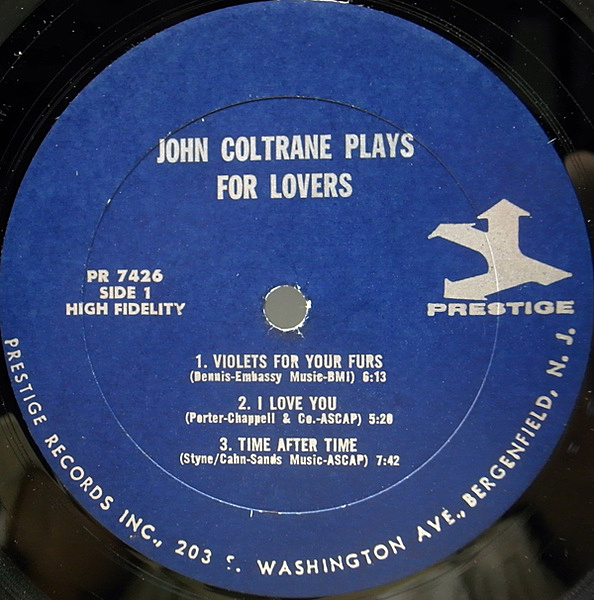 JOHN COLTRANE PLAYS
FOR LOVERS
PR 7426
SIDE 1
HIGH FIDELITY
PRESTIGE
1. VIOLETS FOR YOUR FURS
(Dennis-Embassy Music-BMI) 6:13
2. I LOVE YOU
(Porter-Chappell & Co.-ASCAP) 5:20
3. TIME AFTER TIME
(Styne/Cahn-Sands Music-ASCAP) 7:42
PRESTIGE RECORDS INC., 203 S. WASHINGTON AVE., BERGENFIELD, N. J.